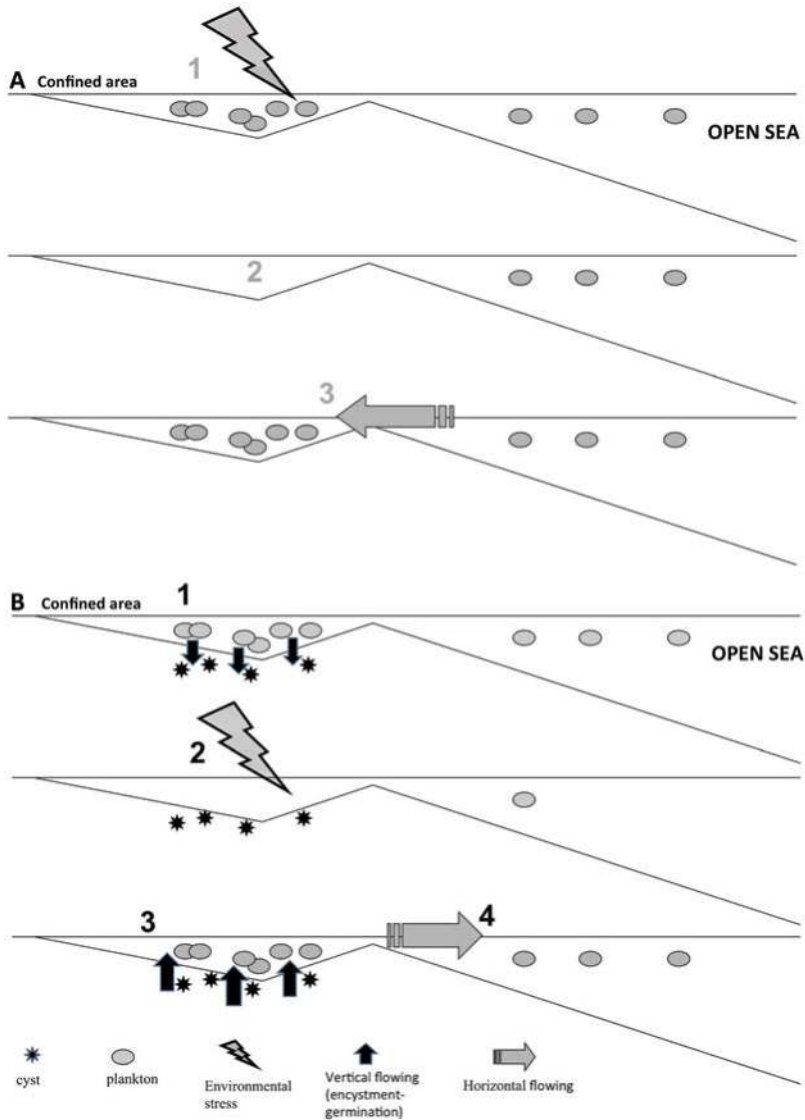 1
A Confined area
OPEN SEA
2
3
1
B Confined area
OPEN SEA
2
3
4
cyst
plankton
Environmental
stress
Vertical flowing
(encystment-
germination)
Horizontal flowing